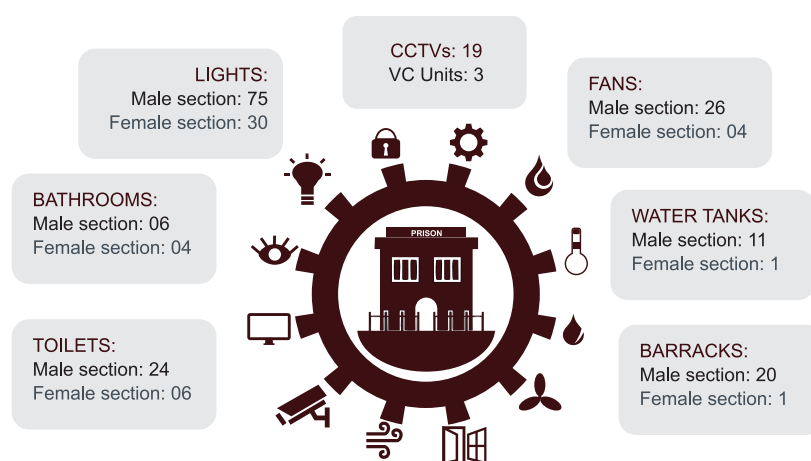 CCTVs: 19
VC Units: 3
LIGHTS:
Male section: 75
Female section: 30
FANS:
Male section: 26
Female section: 04
BATHROOMS:
Male section: 06
Female section: 04
WATER TANKS:
Male section: 11
Female section: 1
PRISON
TOILETS:
Male section: 24
Female section: 06
BARRACKS:
Male section: 20
Female section: 1